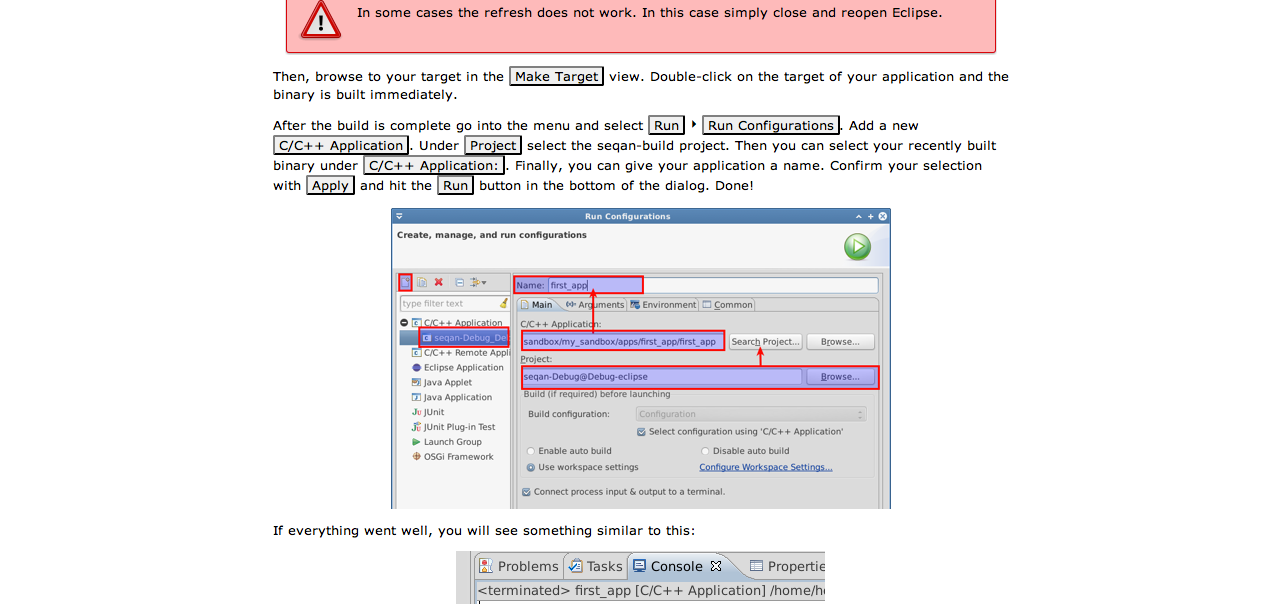 In some cases the refresh does not work. In this case simply close and reopen Eclipse.
Then, browse to your target in the Make Target view. Double-click on the target of your application and the
binary is built immediately.
After the build is complete go into the menu and select Run ‣ Run Configurations. Add a new
C/C++ Application. Under Project select the seqan-build project. Then you can select your recently built
binary under C/C++ Application:. Finally, you can give your application a name. Confirm your selection
with Apply and hit the Run button in the bottom of the dialog. Done!
Run Configurations
Create, manage, and run configurations
Name: first_app
type filter text
Main Arguments Environment Common
C/C++ Application
seqan-Debug_De
C/C++ Remote Appli
Eclipse Application
Java Applet
Java Application
JUnit
JUnit Plug-in Test
Launch Group
OSGi Framework
C/C++ Application:
sandbox/my_sandbox/apps/first_app/first_app Search Project... Browse...
Project:
seqan-Debug@Debug-eclipse Browse...
Build (if required) before launching
Build configuration: Configuration
Select configuration using 'C/C++ Application'
Enable auto build Disable auto build
Use workspace settings Configure Workspace Settings...
Connect process input & output to a terminal.
If everything went well, you will see something similar to this:
Problems Tasks Console Propertie
<terminated> first_app [C/C++ Application] /home/h